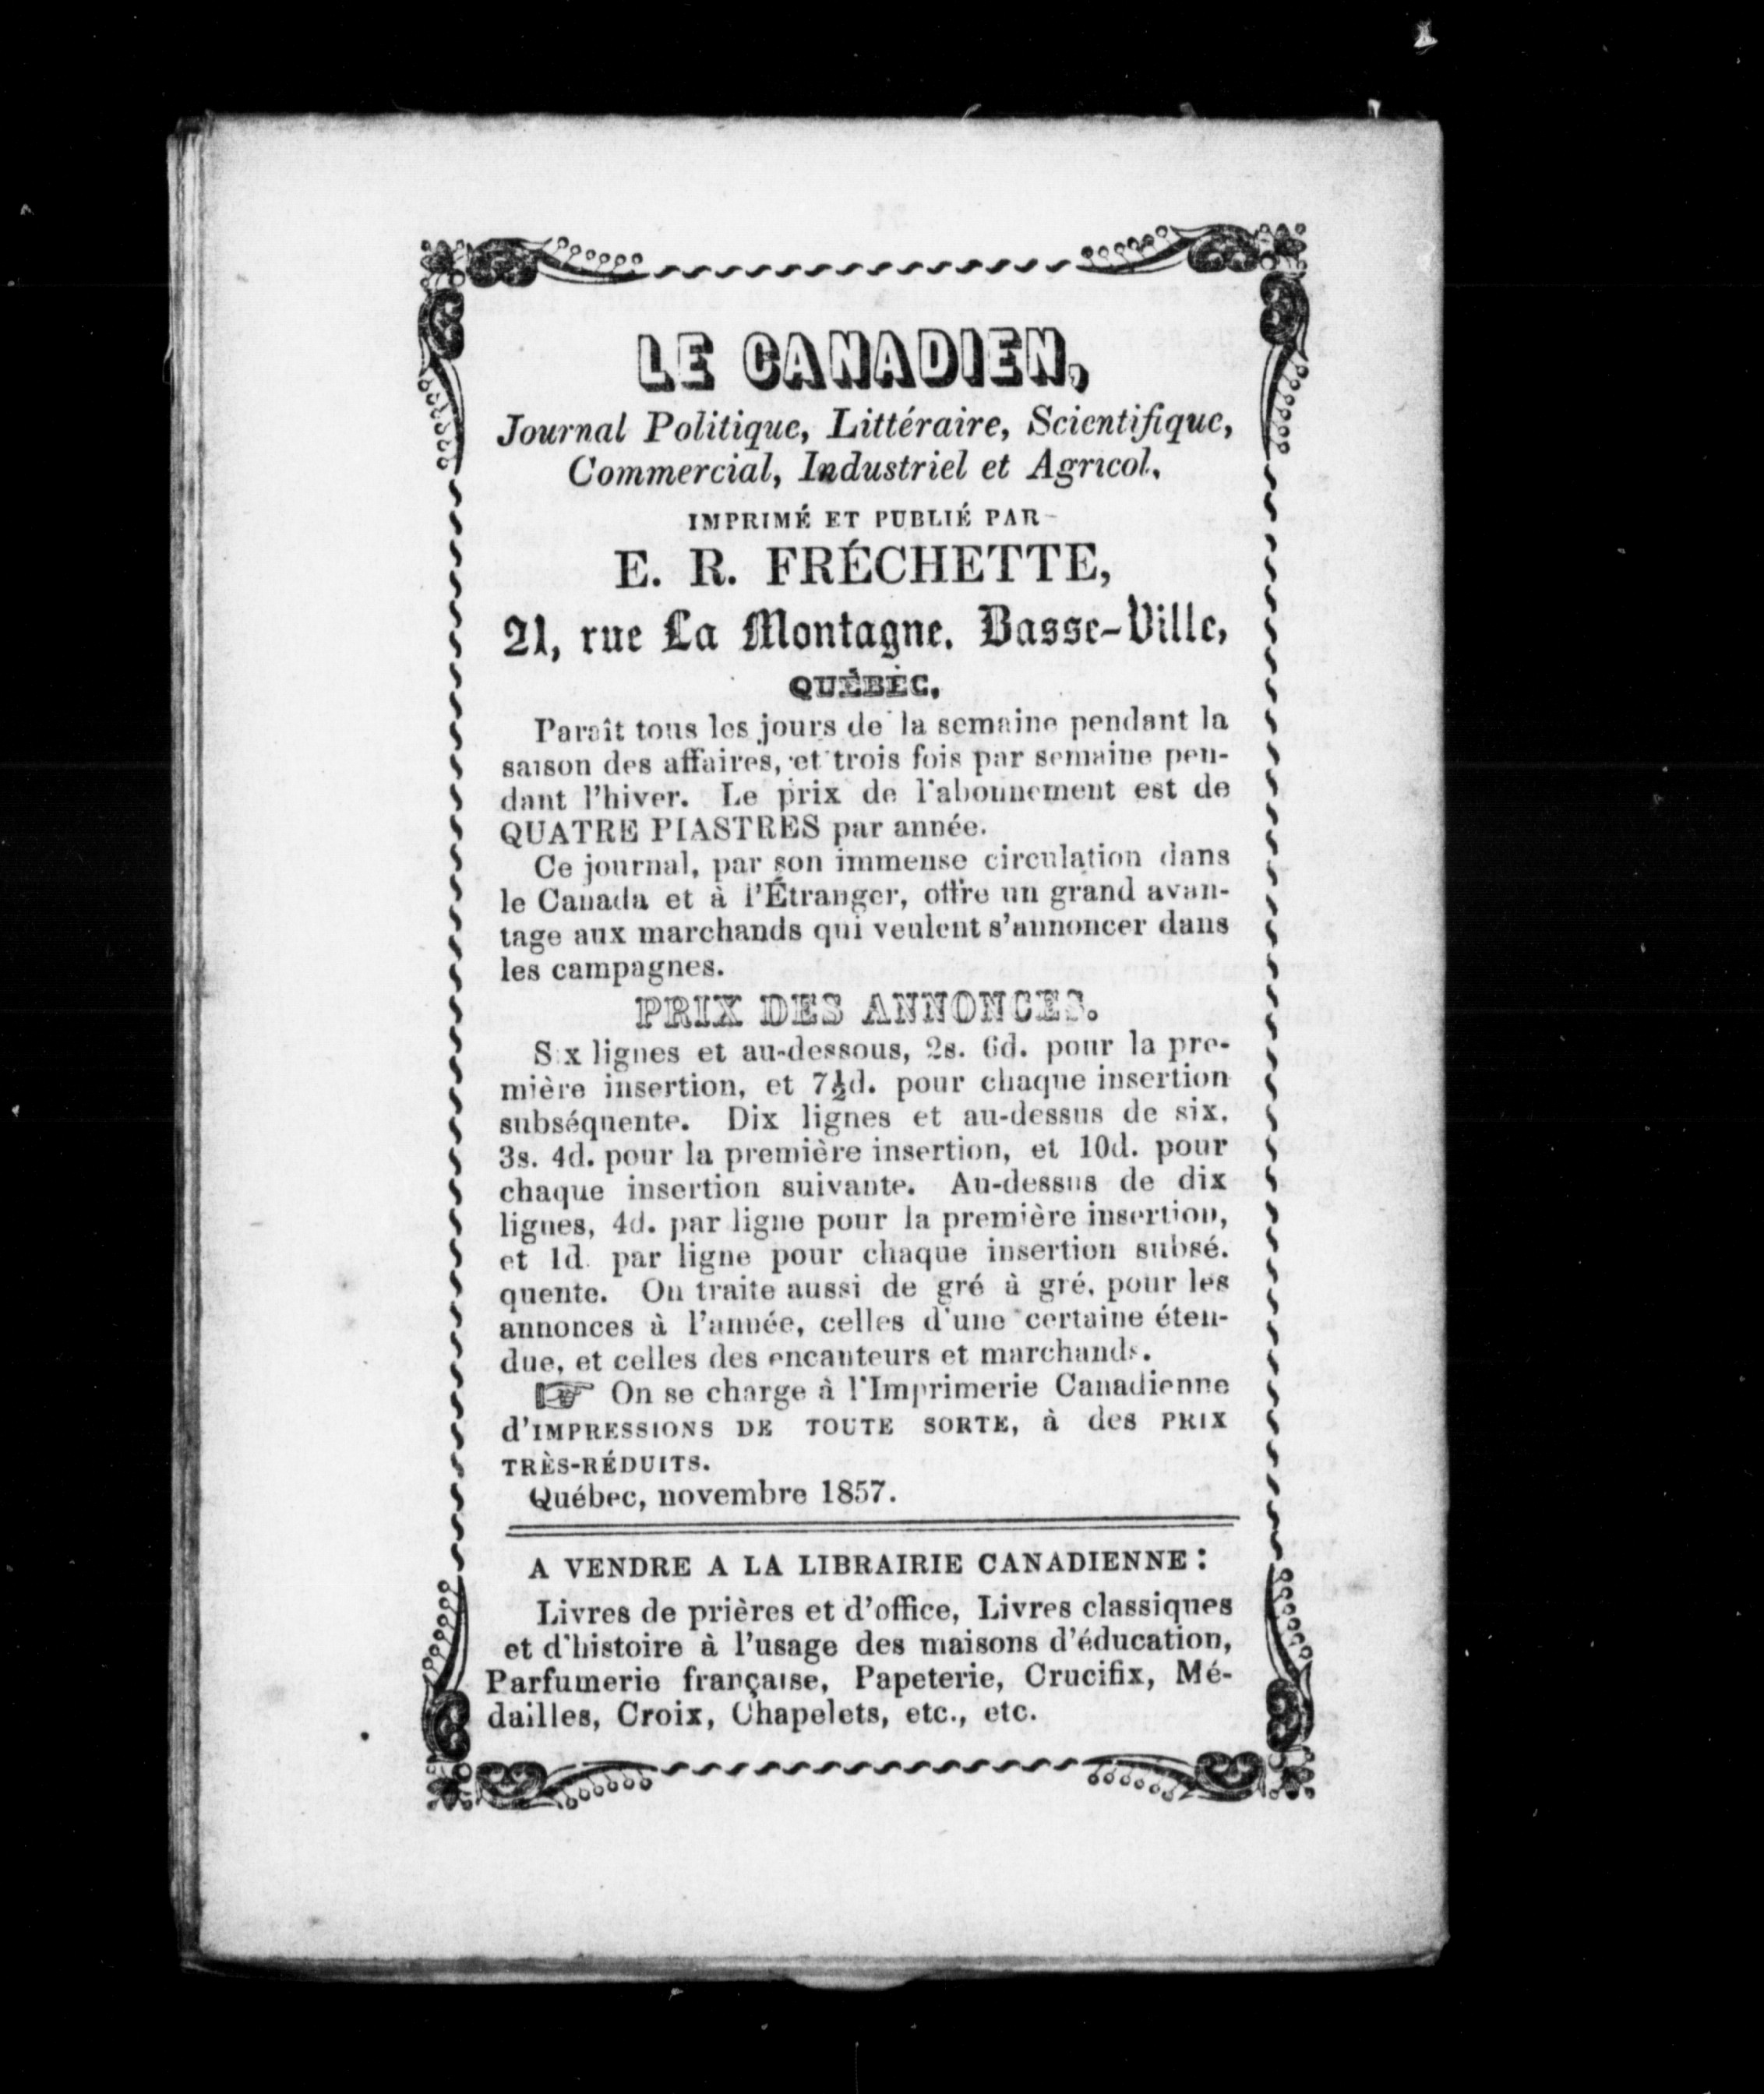 LE CANADIEN,
Journal Politique, Littéraire, Scientifique,
Commercial, Industriel et Agricol,
IMPRIMÉ ET PUBLIÉ PAR
E. R. FRÉCHETTE,
21, rue La Montagne, Basse-Ville,
QUÉBEC,
Paraît tous les jours de la semaine pendant la
saison des affaires, et trois fois par semaine pen-
dant l'hiver. Le prix de l'abonnement est de
QUATRE PIASTRES par année.
Ce journal, par son immense circulation dans
le Canada et à l'Étranger, offre un grand avan-
tage aux marchands qui veulent s'annoncer dans
les campagnes.
PRIX DES ANNONCES.
Six lignes et au-dessous, 2s. 6d. pour la pre-
mière insertion, et 7½d. pour chaque insertion
subséquente. Dix lignes et au-dessus de six,
3s. 4d. pour la première insertion, et 10d. pour
chaque insertion suivante. Au-dessus de dix
lignes, 4d. par ligne pour la première insertion,
et 1d. par ligne pour chaque insertion subsé.
quente. On traite aussi de gré à gré, pour les
annonces à l'année, celles d'une certaine éten-
due, et celles des encanteurs et marchands.
☞ On se charge à l'Imprimerie Canadienne
d'IMPRESSIONS DE TOUTE SORTE, à des PRIX
TRÈS-RÉDUITS.
Québec, novembre 1857.
A VENDRE A LA LIBRAIRIE CANADIENNE :
Livres de prières et d'office, Livres classiques
et d'histoire à l'usage des maisons d'éducation,
Parfumerie française, Papeterie, Crucifix, Mé-
dailles, Croix, Chapelets, etc., etc.